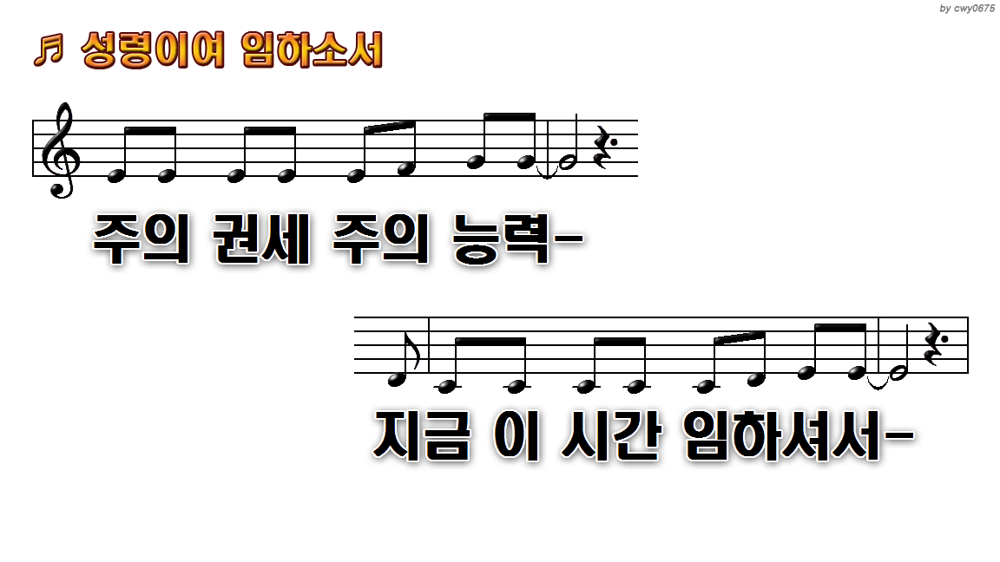 by cwy0675
♬ 성령이여 임하소서
주의 권세 주의 능력-
지금 이 시간 임하셔서-